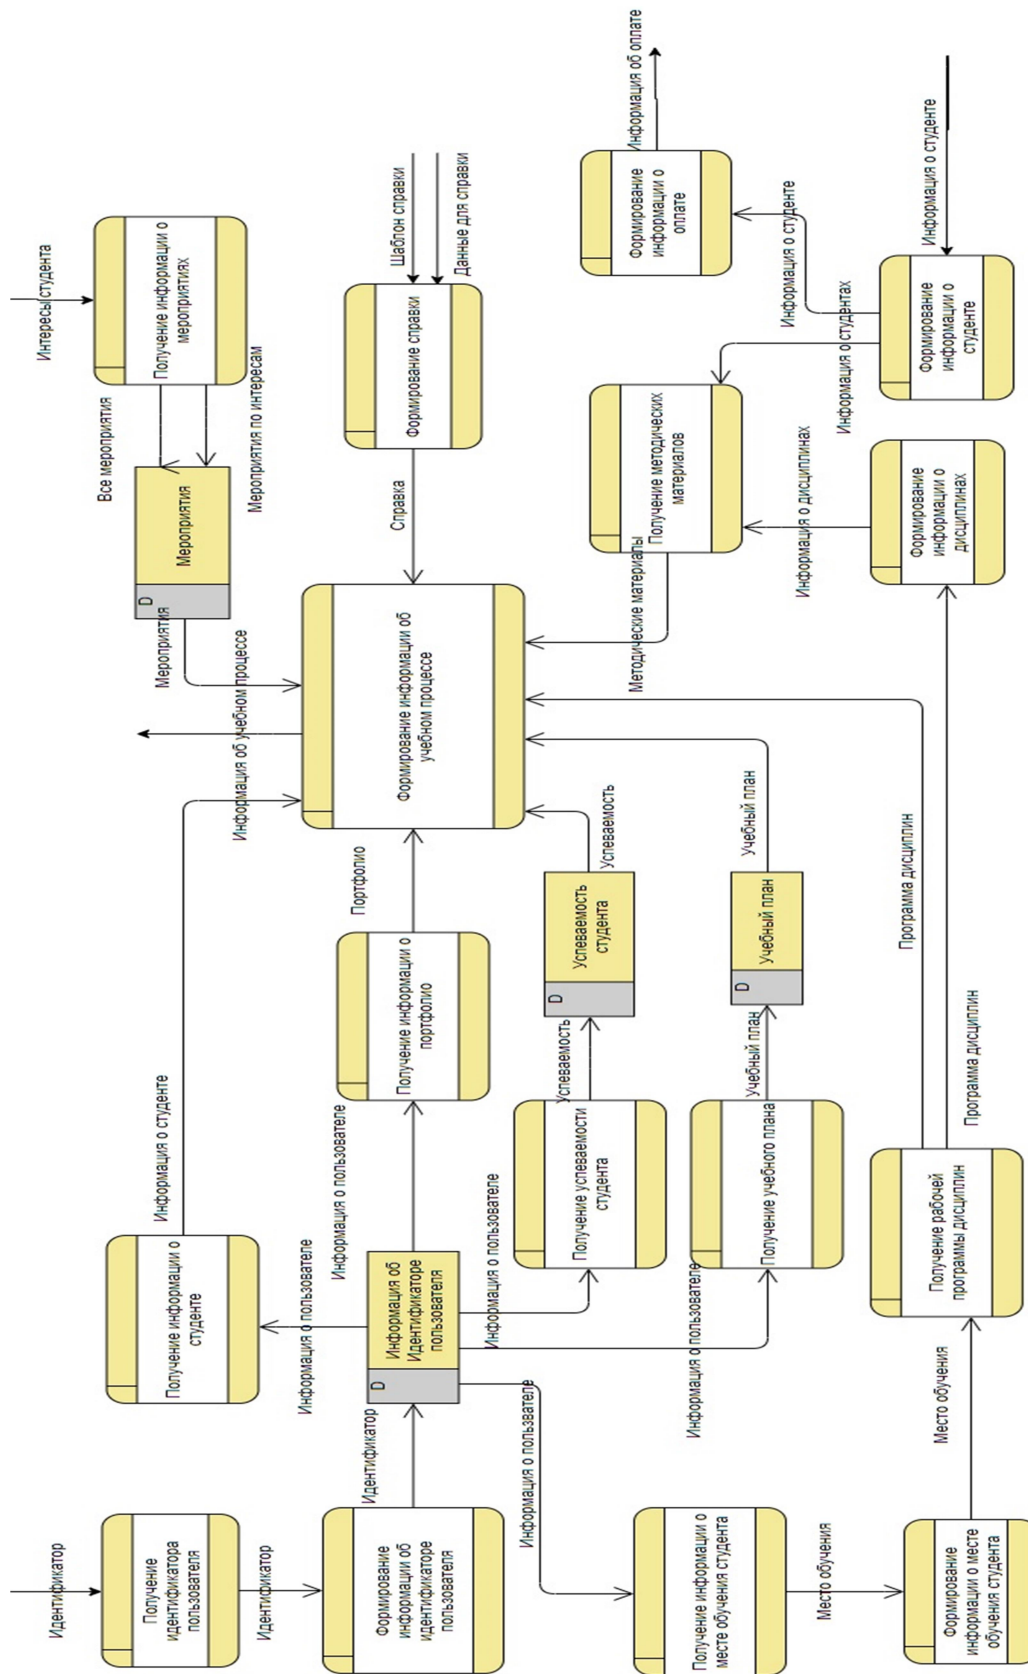 Идентификатор
Получение
идентификатора
пользователя
Идентификатор
Формирование
информации об
идентификаторе
пользователя
Идентификатор
D
Информация об
Идентификаторе
пользователя
Информация о пользователе
Получение информации о
студенте
Информация о студенте
Информация о пользователе
Получение информации о
портфолио
Портфолио
Информация о пользователе
Получение успеваемости
студента
Успеваемость
D
Успеваемость
студента
Успеваемость
Информация о пользователе
Получение учебного плана
Учебный план
D
Учебный план
Учебный план
Информация о пользвателе
Получение информации о
месте обучения студента
Место обучения
Формирование
информации о месте
обучения студента
Место обучения
Получение рабочей
программы дисциплин
Программа дисциплин
Программа дисциплин
Формирование информации об
учебном процессе
Информация об учебном процессе
Интересы студента
Получение информации о
мероприятиях
Все мероприятия
Мероприятия по интересам
D
Мероприятия
Мероприятия
Шаблон справки
Данные для справки
Формирование справки
Справка
Получение методических
материалов
Методические материалы
Информация о дисциплинах
Формирование
информации о
дисциплинах
Информация о студентах
Информация о студенте
Формирование
информации о
студенте
Информация о студенте
Формирование
информации о
оплате
Информация об оплате